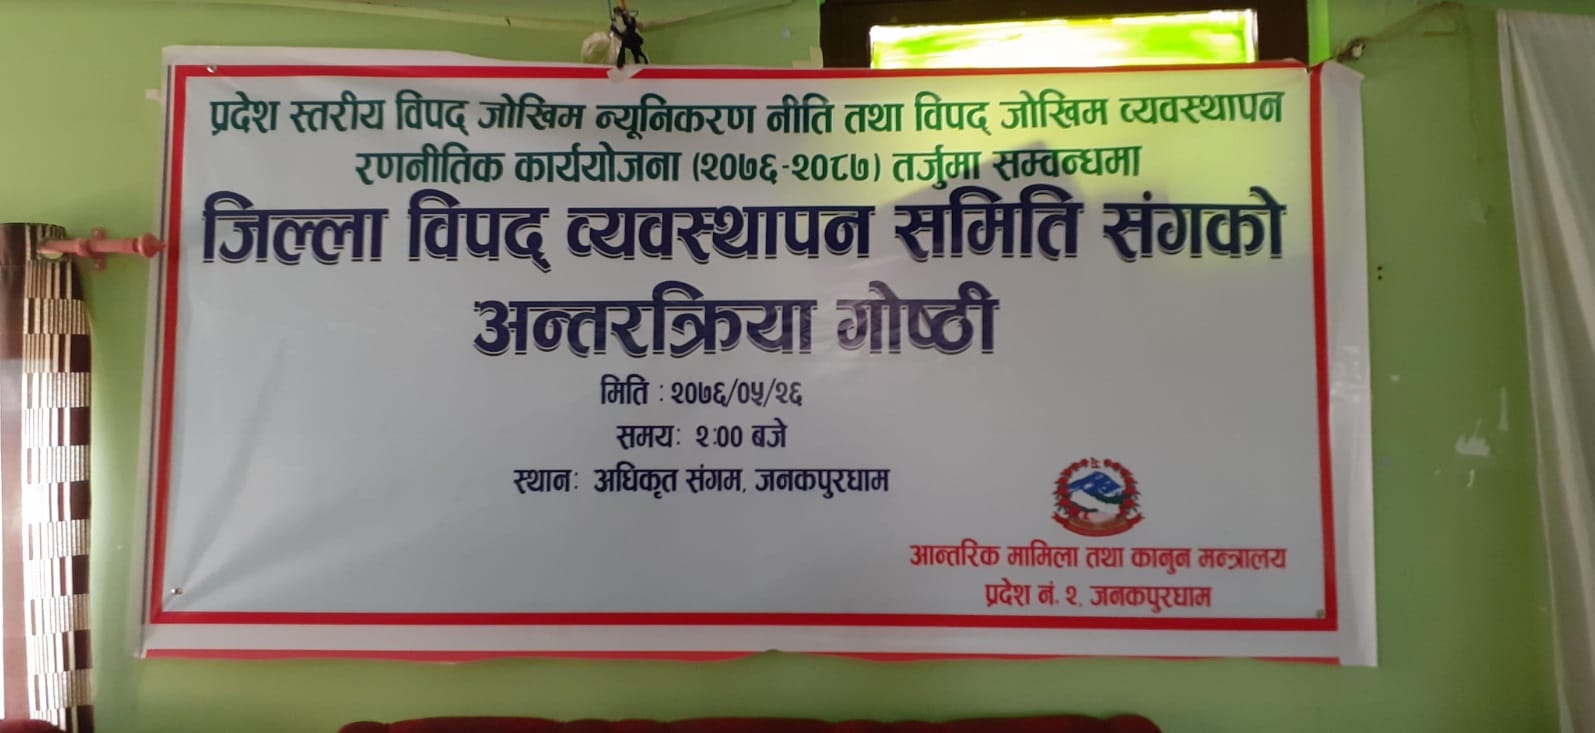 प्रदेश स्तरीय विपद् जोखिम न्यूनिकरण नीति तथा विपद् जोखिम व्यवस्थापन
रणनीतिक कार्ययोजना (२०७६-२०८७) तर्जुमा सम्वन्धमा
जिल्ला विपद् व्यवस्थापन समिति संगको
अन्तरक्रिया गोष्ठी
मिति : २०७६/०५/२६
समयः २:०० बजे
स्थानः अधिकृत संगम, जनकपुरधाम
आन्तरिक मामिला तथा कानुन मन्त्रालय
प्रदेश नं. २, जनकपुरधाम